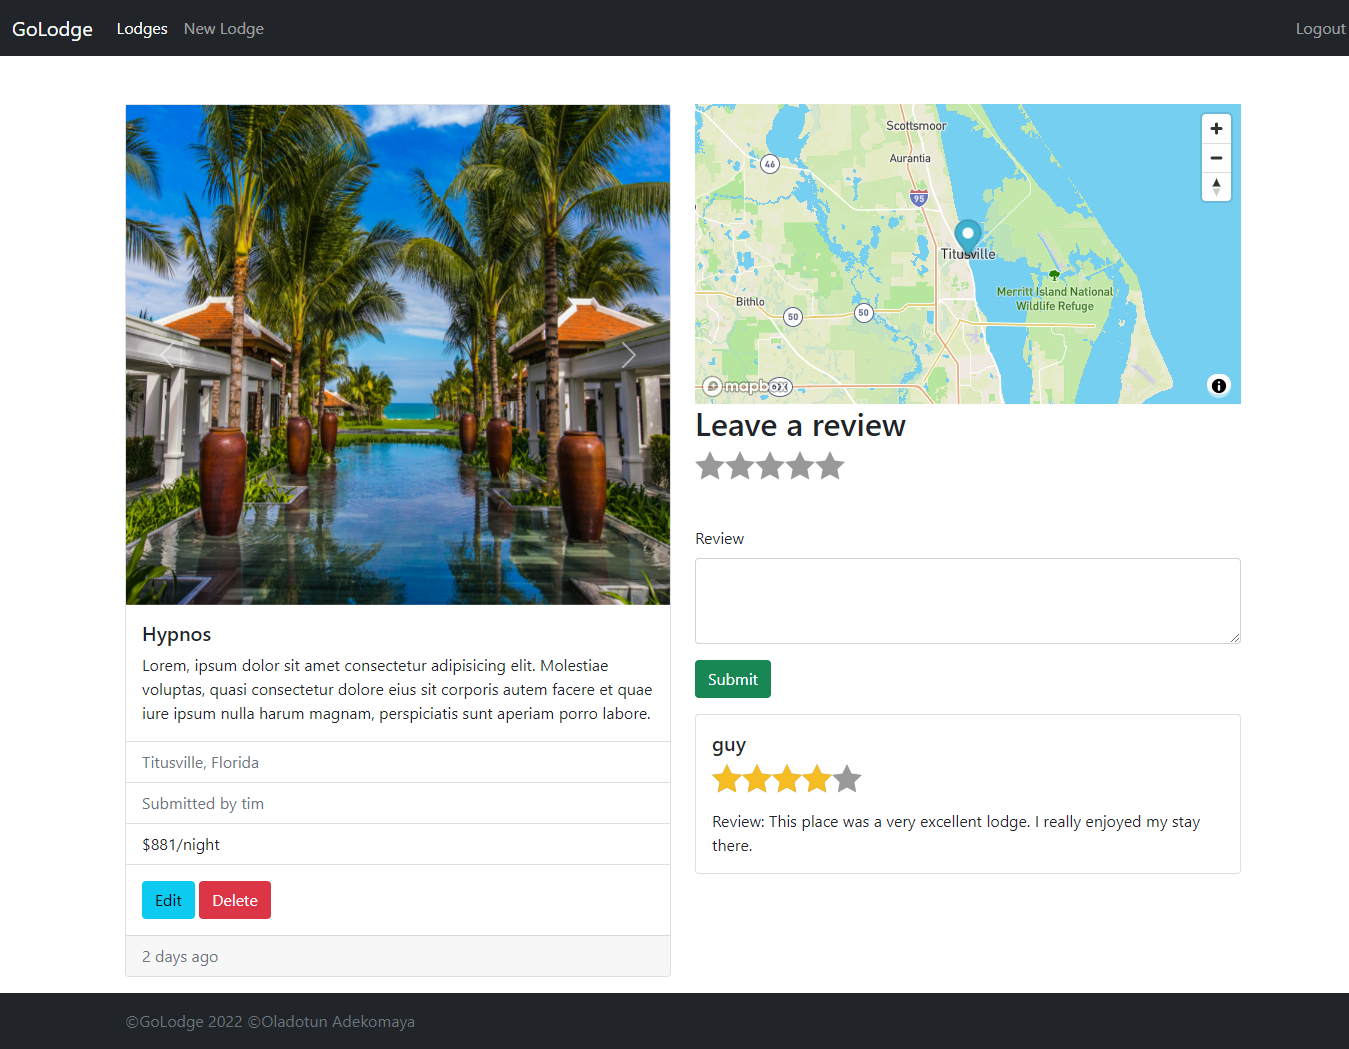 GoLodge Lodges New Lodge Logout
Hypnos
Lorem, ipsum dolor sit amet consectetur adipisicing elit. Molestiae
voluptas, quasi consectetur dolore eius sit corporis autem facere et quae
iure ipsum nulla harum magnam, perspiciatis sunt aperiam porro labore.
Titusville, Florida
Submitted by tim
$881/night
Edit Delete
2 days ago
Scottsmoor
Aurantia
46
95
Titusville
Merritt Island National
Wildlife Refuge
Bithlo
50
50
mapbox
Leave a review
Review
Submit
guy
Review: This place was a very excellent lodge. I really enjoyed my stay
there.
©GoLodge 2022 ©Oladotun Adekomaya